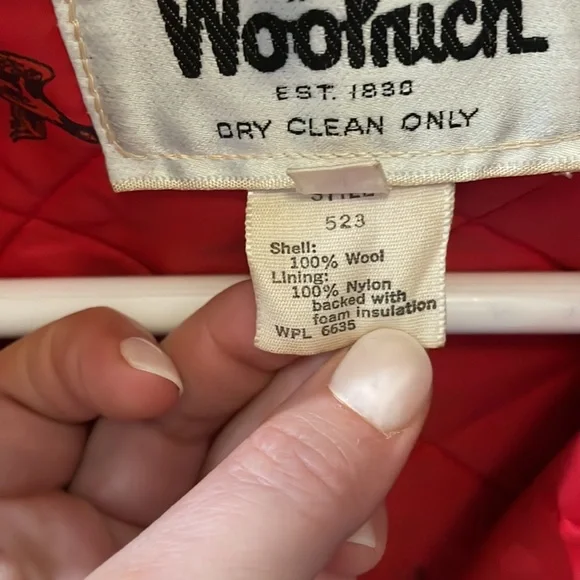 Woolrich
EST. 1830
DRY CLEAN ONLY
STYLE
523
Shell:
100% Wool
Lining:
100% Nylon
backed with
foam insulation
WPL 6635